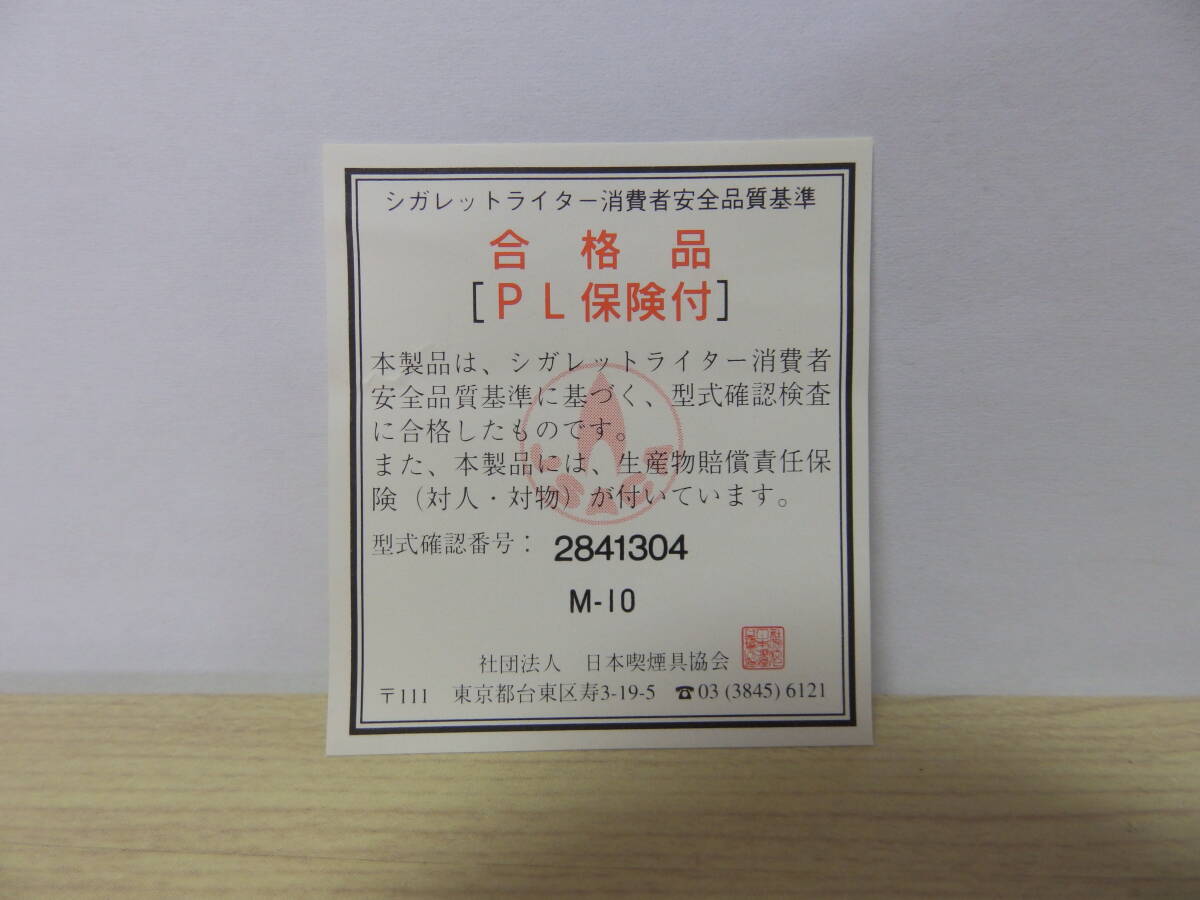 シガレットライター消費者安全品質基準
合格品
[PL保険付]
本製品は、シガレットライター消費者
安全品質基準に基づく、型式確認検査
に合格したものです。
また、本製品には、生産物賠償責任保
険（対人・対物）が付いています。
型式確認番号： 2841304
M-10
社団法人 日本喫煙具協会
〒111 東京都台東区寿3-19-5 ☎03 (3845) 6121